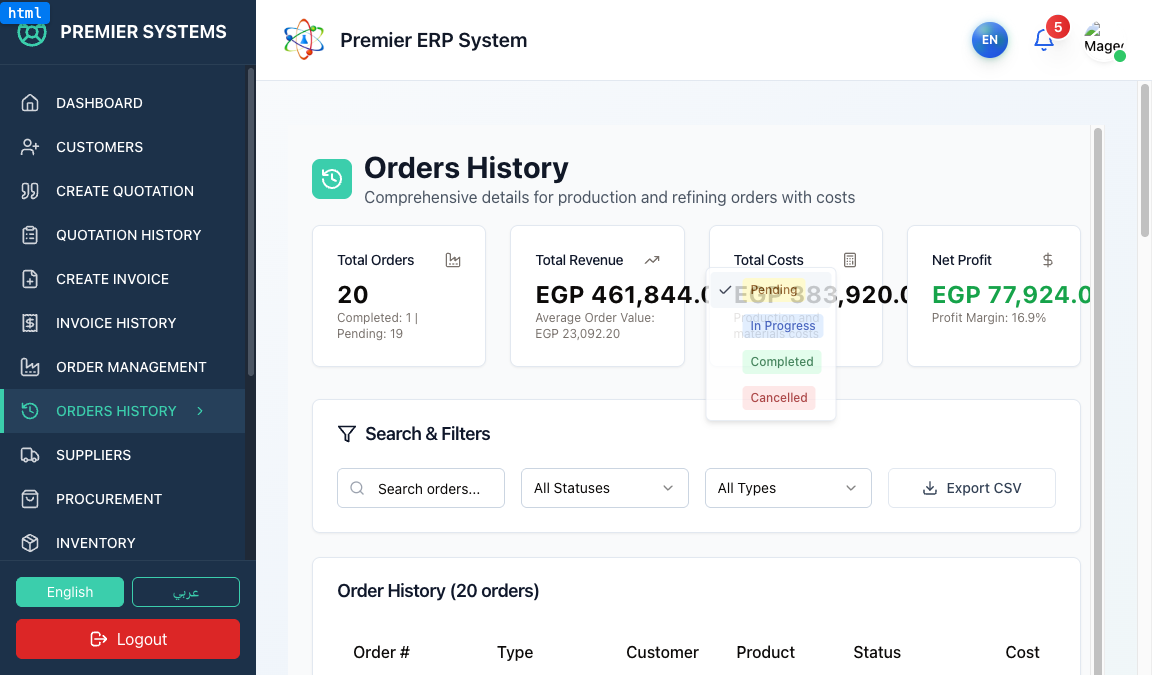 html
PREMIER SYSTEMS
DASHBOARD
CUSTOMERS
CREATE QUOTATION
QUOTATION HISTORY
CREATE INVOICE
INVOICE HISTORY
ORDER MANAGEMENT
ORDERS HISTORY
SUPPLIERS
PROCUREMENT
INVENTORY
English
عربي
Logout
Premier ERP System
EN
5
Orders History
Comprehensive details for production and refining orders with costs
Total Orders
20
Completed: 1 |
Pending: 19
Total Revenue
EGP 461,844.0
Average Order Value:
EGP 23,092.20
Total Costs
EGP 383,920.0
Production and
materials costs
Net Profit
EGP 77,924.0
Profit Margin: 16.9%
Pending
In Progress
Completed
Cancelled
Search & Filters
Search orders...
All Statuses
All Types
Export CSV
Order History (20 orders)
Order # Type Customer Product Status Cost